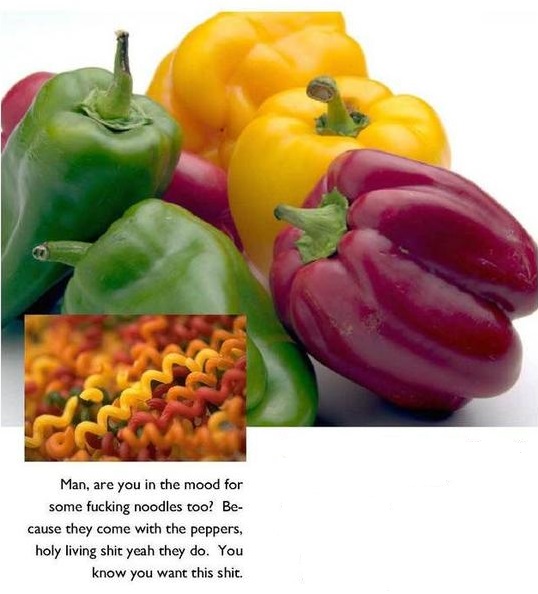 Man, are you in the mood for
some fucking noodles too? Be-
cause they come with the peppers,
holy living shit yeah they do. You
know you want this shit.